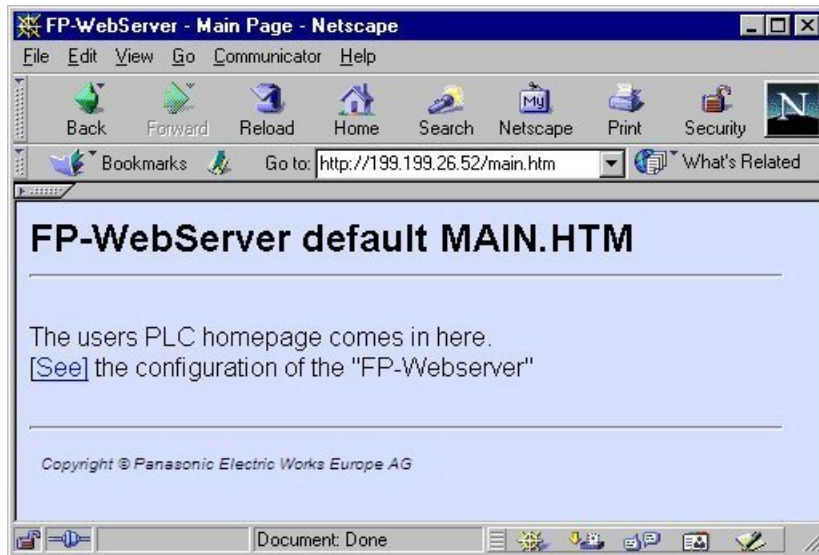 FP-WebServer - Main Page - Netscape
File Edit View Go Communicator Help
Back Forward Reload Home Search Netscape Print Security N
My
Bookmarks Go to: http://199.199.26.52/main.htm What's Related
FP-WebServer default MAIN.HTM
The users PLC homepage comes in here.
[See] the configuration of the "FP-Webserver"
Copyright © Panasonic Electric Works Europe AG
Document: Done